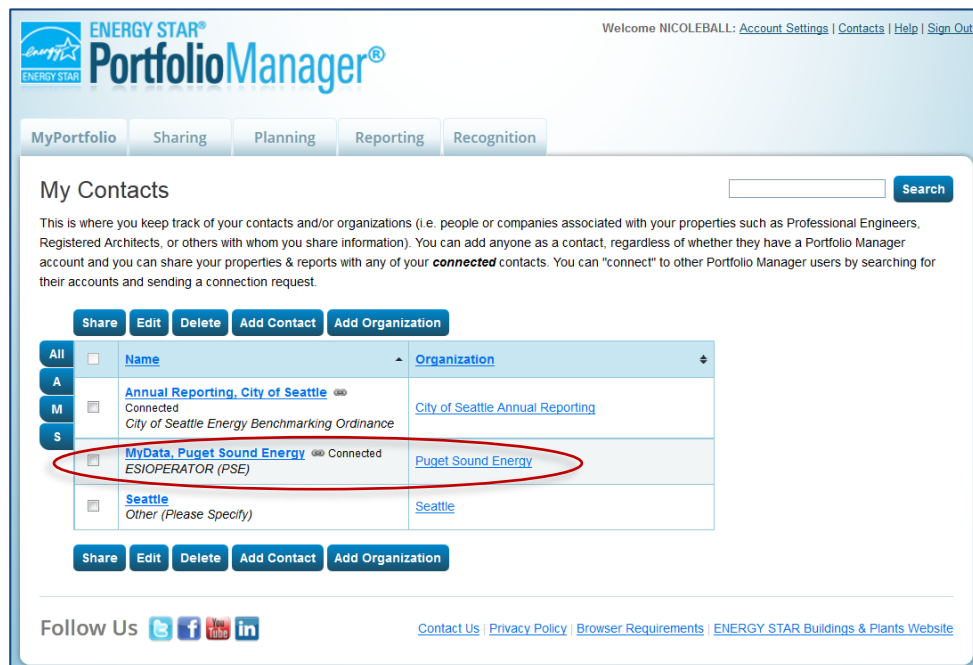 ENERGY STAR®
PortfolioManager®
energy
ENERGY STAR
Welcome NICOLEBALL: Account Settings | Contacts | Help | Sign Out
MyPortfolio Sharing Planning Reporting Recognition
My Contacts
Search
This is where you keep track of your contacts and/or organizations (i.e. people or companies associated with your properties such as Professional Engineers,
Registered Architects, or others with whom you share information). You can add anyone as a contact, regardless of whether they have a Portfolio Manager
account and you can share your properties & reports with any of your connected contacts. You can "connect" to other Portfolio Manager users by searching for
their accounts and sending a connection request.
Share Edit Delete Add Contact Add Organization
All
A
M
S
Name Organization
Annual Reporting, City of Seattle
Connected
City of Seattle Energy Benchmarking Ordinance
City of Seattle Annual Reporting
MyData, Puget Sound Energy Connected
ESIOPERATOR (PSE)
Puget Sound Energy
Seattle
Other (Please Specify)
Seattle
Share Edit Delete Add Contact Add Organization
Follow Us You Tube in
Contact Us | Privacy Policy | Browser Requirements | ENERGY STAR Buildings & Plants Website